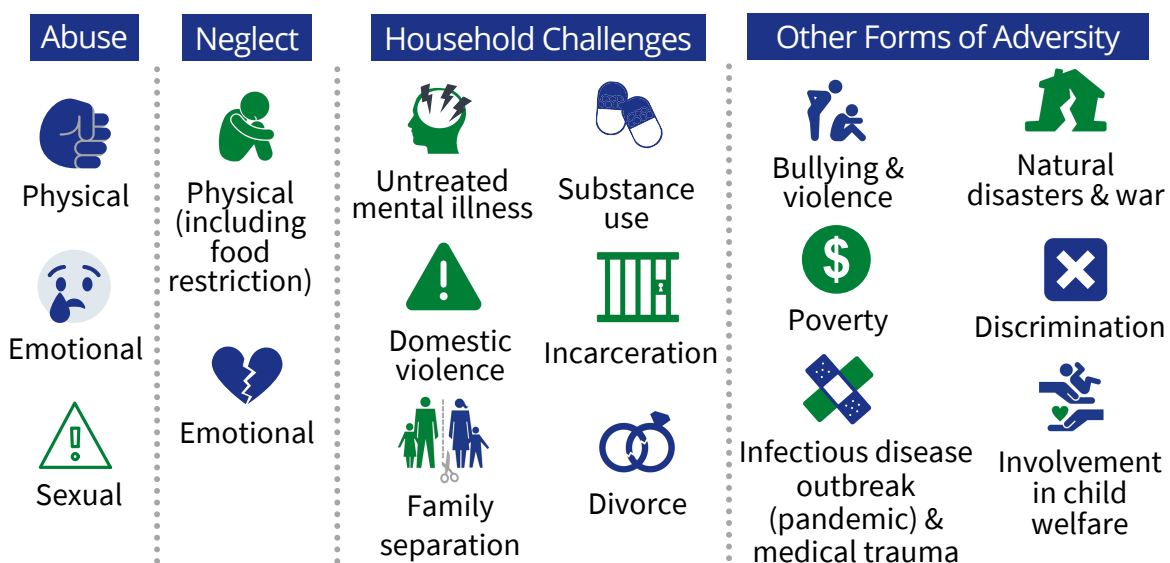 Abuse
Physical
Emotional
Sexual
Neglect
Physical
(including
food
restriction)
Emotional
Household Challenges
Untreated
mental illness
Substance
use
Domestic
violence
Incarceration
Family
separation
Divorce
Other Forms of Adversity
Bullying &
violence
Natural
disasters & war
$
Poverty
Discrimination
Infectious disease
outbreak
(pandemic) &
medical trauma
Involvement
in child
welfare